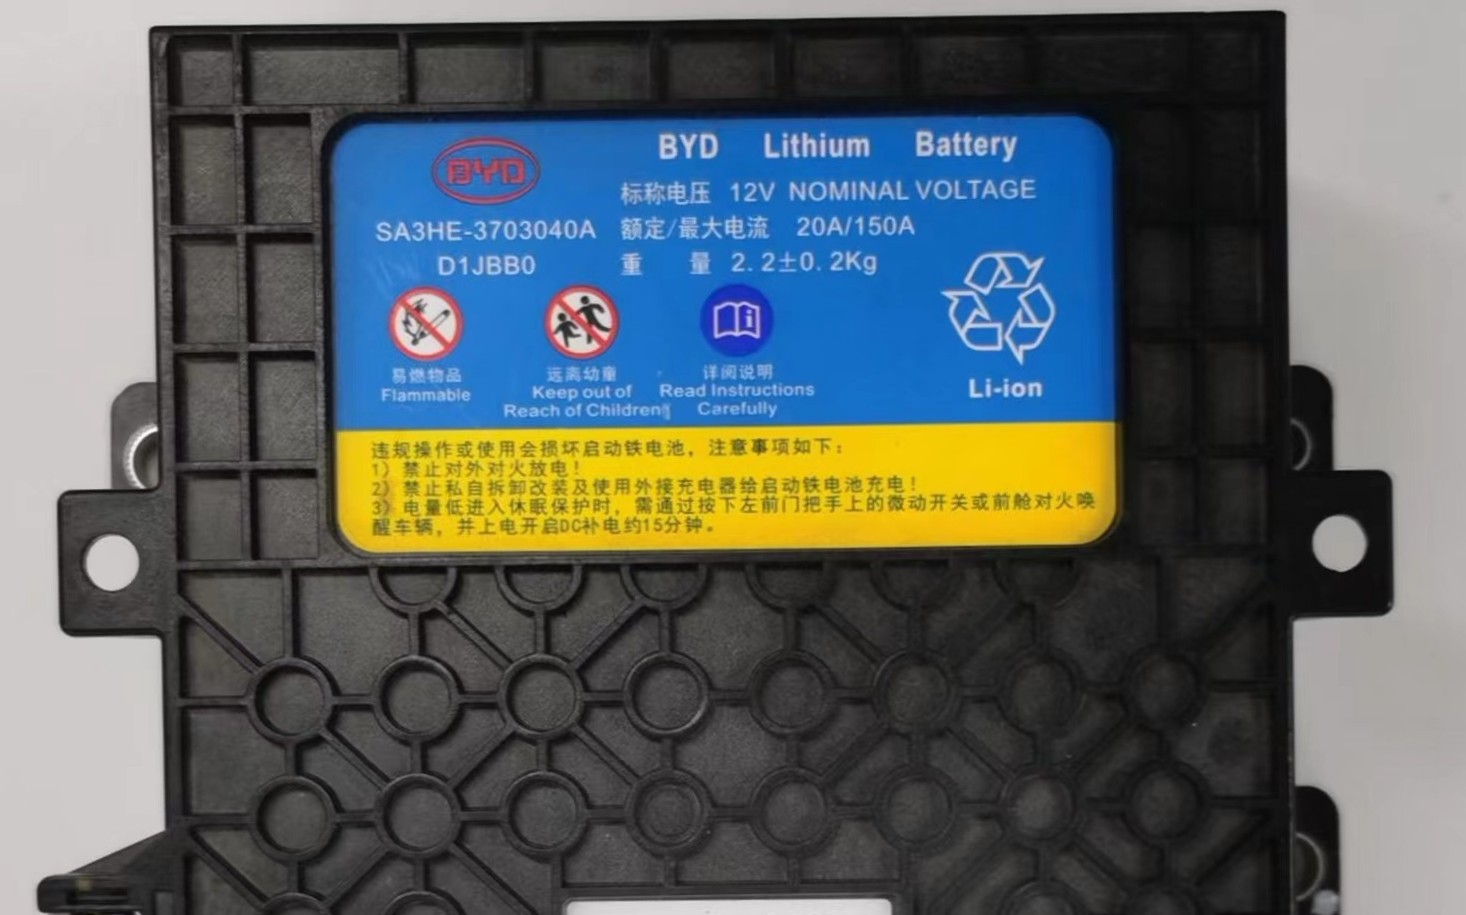 BYD
BYD Lithium Battery
标称电压 12V NOMINAL VOLTAGE
SA3HE-3703040A
额定/最大电流 20A/150A
D1JBB0
重 量 2.2±0.2Kg
易燃物品
Flammable
远离幼童
Keep out of
Reach of Children
详阅说明
Read Instructions
Carefully
Li-ion
违规操作或使用会损坏启动铁电池，注意事项如下：
1）禁止对外对火放电！
2）禁止私自拆卸改装及使用外接充电器给启动铁电池充电！
3）电量低进入休眠保护时，需通过按下左前门把手上的微动开关或前舱对火唤
醒车辆，并上电开启DC补电约15分钟。